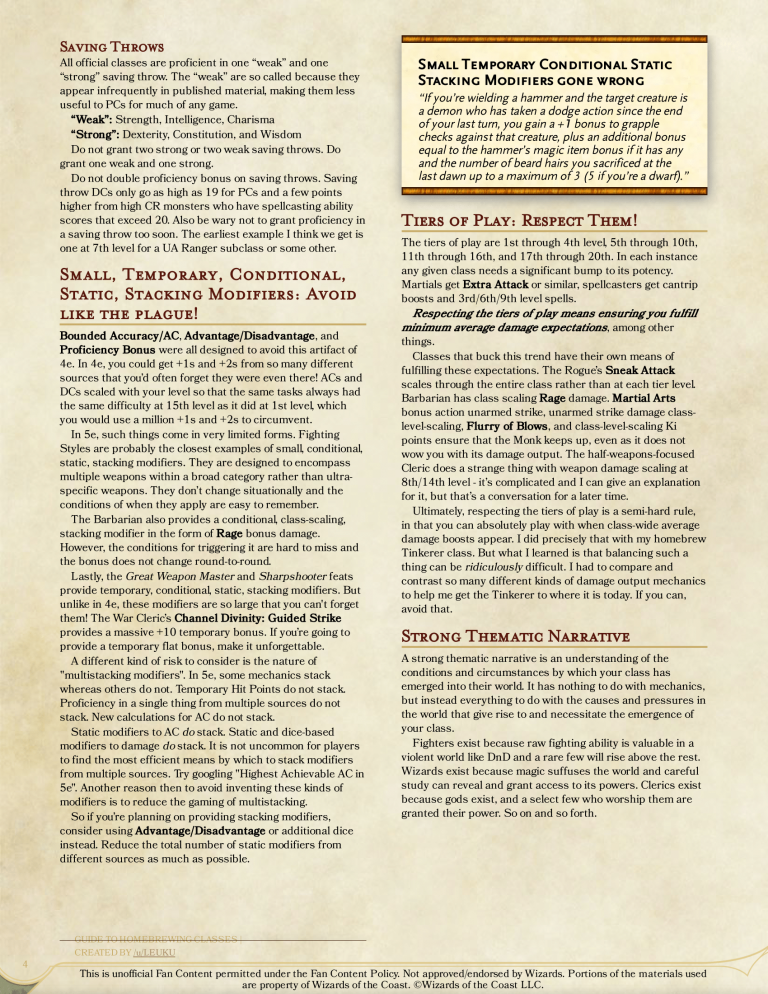 Saving Throws
All official classes are proficient in one “weak” and one
“strong” saving throw. The “weak” are so called because they
appear infrequently in published material, making them less
useful to PCs for much of any game.
“Weak”: Strength, Intelligence, Charisma
“Strong”: Dexterity, Constitution, and Wisdom
Do not grant two strong or two weak saving throws. Do
grant one weak and one strong.
Do not double proficiency bonus on saving throws. Saving
throw DCs only go as high as 19 for PCs and a few points
higher from high CR monsters who have spellcasting ability
scores that exceed 20. Also be wary not to grant proficiency in
a saving throw too soon. The earliest example I think we get is
one at 7th level for a UA Ranger subclass or some other.
Small, Temporary, Conditional,
Static, Stacking Modifiers: Avoid
like the plague!
Bounded Accuracy/AC, Advantage/Disadvantage, and
Proficiency Bonus were all designed to avoid this artifact of
4e. In 4e, you could get +1s and +2s from so many different
sources that you'd often forget they were even there! ACs and
DCs scaled with your level so that the same tasks always had
the same difficulty at 15th level as it did at 1st level, which
you would use a million +1s and +2s to circumvent.
In 5e, such things come in very limited forms. Fighting
Styles are probably the closest examples of small, conditional,
static, stacking modifiers. They are designed to encompass
multiple weapons within a broad category rather than ultra-
specific weapons. They don't change situationally and the
conditions of when they apply are easy to remember.
The Barbarian also provides a conditional, class-scaling,
stacking modifier in the form of Rage bonus damage.
However, the conditions for triggering it are hard to miss and
the bonus does not change round-to-round.
Lastly, the Great Weapon Master and Sharpshooter feats
provide temporary, conditional, static, stacking modifiers. But
unlike in 4e, these modifiers are so large that you can't forget
them! The War Cleric's Channel Divinity: Guided Strike
provides a massive +10 temporary bonus. If you're going to
provide a temporary flat bonus, make it unforgettable.
A different kind of risk to consider is the nature of
"multistacking modifiers". In 5e, some mechanics stack
whereas others do not. Temporary Hit Points do not stack.
Proficiency in a single thing from multiple sources do not
stack. New calculations for AC do not stack.
Static modifiers to AC do stack. Static and dice-based
modifiers to damage do stack. It is not uncommon for players
to find the most efficient means by which to stack modifiers
from multiple sources. Try googling "Highest Achievable AC in
5e". Another reason then to avoid inventing these kinds of
modifiers is to reduce the gaming of multistacking.
So if you're planning on providing stacking modifiers,
consider using Advantage/Disadvantage or additional dice
instead. Reduce the total number of static modifiers from
different sources as much as possible.
Small Temporary Conditional Static
Stacking Modifiers gone wrong
“If you're wielding a hammer and the target creature is
a demon who has taken a dodge action since the end
of your last turn, you gain a +1 bonus to grapple
checks against that creature, plus an additional bonus
equal to the hammer's magic item bonus if it has any
and the number of beard hairs you sacrificed at the
last dawn up to a maximum of 3 (5 if you're a dwarf).”
Tiers of Play: Respect Them!
The tiers of play are 1st through 4th level, 5th through 10th,
11th through 16th, and 17th through 20th. In each instance
any given class needs a significant bump to its potency.
Martials get Extra Attack or similar, spellcasters get cantrip
boosts and 3rd/6th/9th level spells.
Respecting the tiers of play means ensuring you fulfill
minimum average damage expectations, among other
things.
Classes that buck this trend have their own means of
fulfilling these expectations. The Rogue's Sneak Attack
scales through the entire class rather than at each tier level.
Barbarian has class scaling Rage damage. Martial Arts
bonus action unarmed strike, unarmed strike damage class-
level-scaling, Flurry of Blows, and class-level-scaling Ki
points ensure that the Monk keeps up, even as it does not
wow you with its damage output. The half-weapons-focused
Cleric does a strange thing with weapon damage scaling at
8th/14th level - it's complicated and I can give an explanation
for it, but that's a conversation for a later time.
Ultimately, respecting the tiers of play is a semi-hard rule,
in that you can absolutely play with when class-wide average
damage boosts appear. I did precisely that with my homebrew
Tinkerer class. But what I learned is that balancing such a
thing can be ridiculously difficult. I had to compare and
contrast so many different kinds of damage output mechanics
to help me get the Tinkerer to where it is today. If you can,
avoid that.
Strong Thematic Narrative
A strong thematic narrative is an understanding of the
conditions and circumstances by which your class has
emerged into their world. It has nothing to do with mechanics,
but instead everything to do with the causes and pressures in
the world that give rise to and necessitate the emergence of
your class.
Fighters exist because raw fighting ability is valuable in a
violent world like DnD and a rare few will rise above the rest.
Wizards exist because magic suffuses the world and careful
study can reveal and grant access to its powers. Clerics exist
because gods exist, and a select few who worship them are
granted their power. So on and so forth.
GUIDE TO HOMEBREWING CLASSES |
CREATED BY /u/LEUKU
4
This is unofficial Fan Content permitted under the Fan Content Policy. Not approved/endorsed by Wizards. Portions of the materials used
are property of Wizards of the Coast. ©Wizards of the Coast LLC.